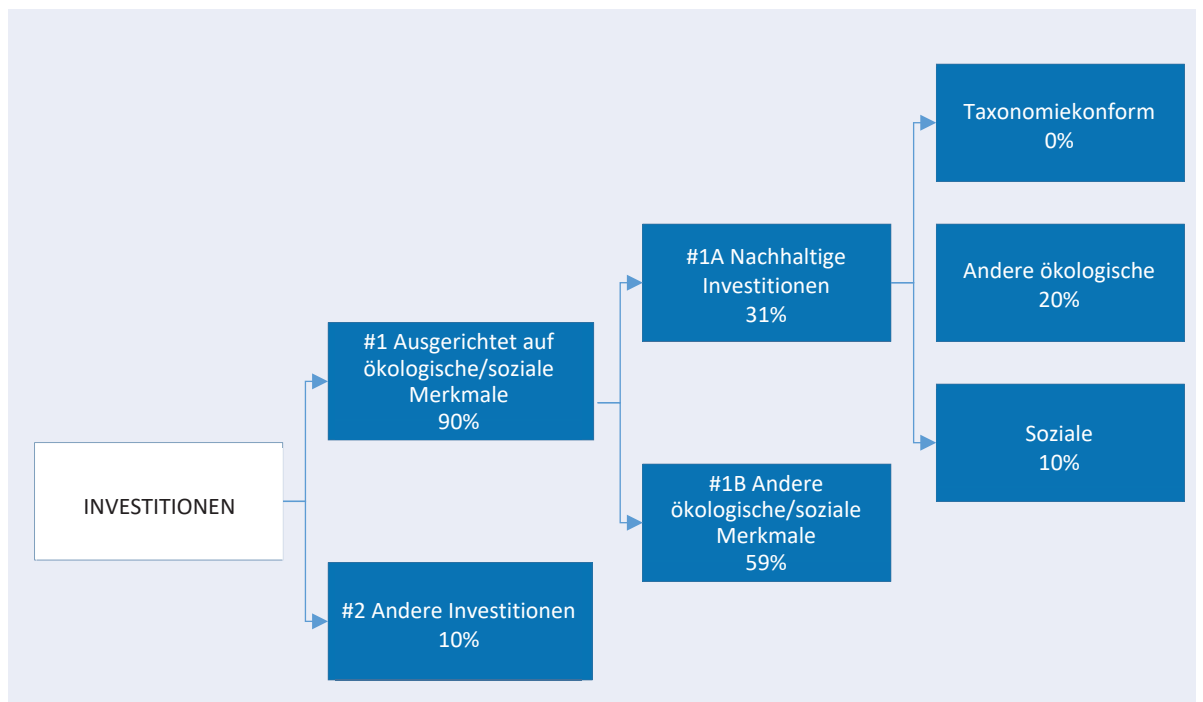 INVESTITIONEN
#1 Ausgerichtet auf
ökologische/soziale
Merkmale
90%
#2 Andere Investitionen
10%
#1A Nachhaltige
Investitionen
31%
#1B Andere
ökologische/soziale
Merkmale
59%
Taxonomiekonform
0%
Andere ökologische
20%
Soziale
10%